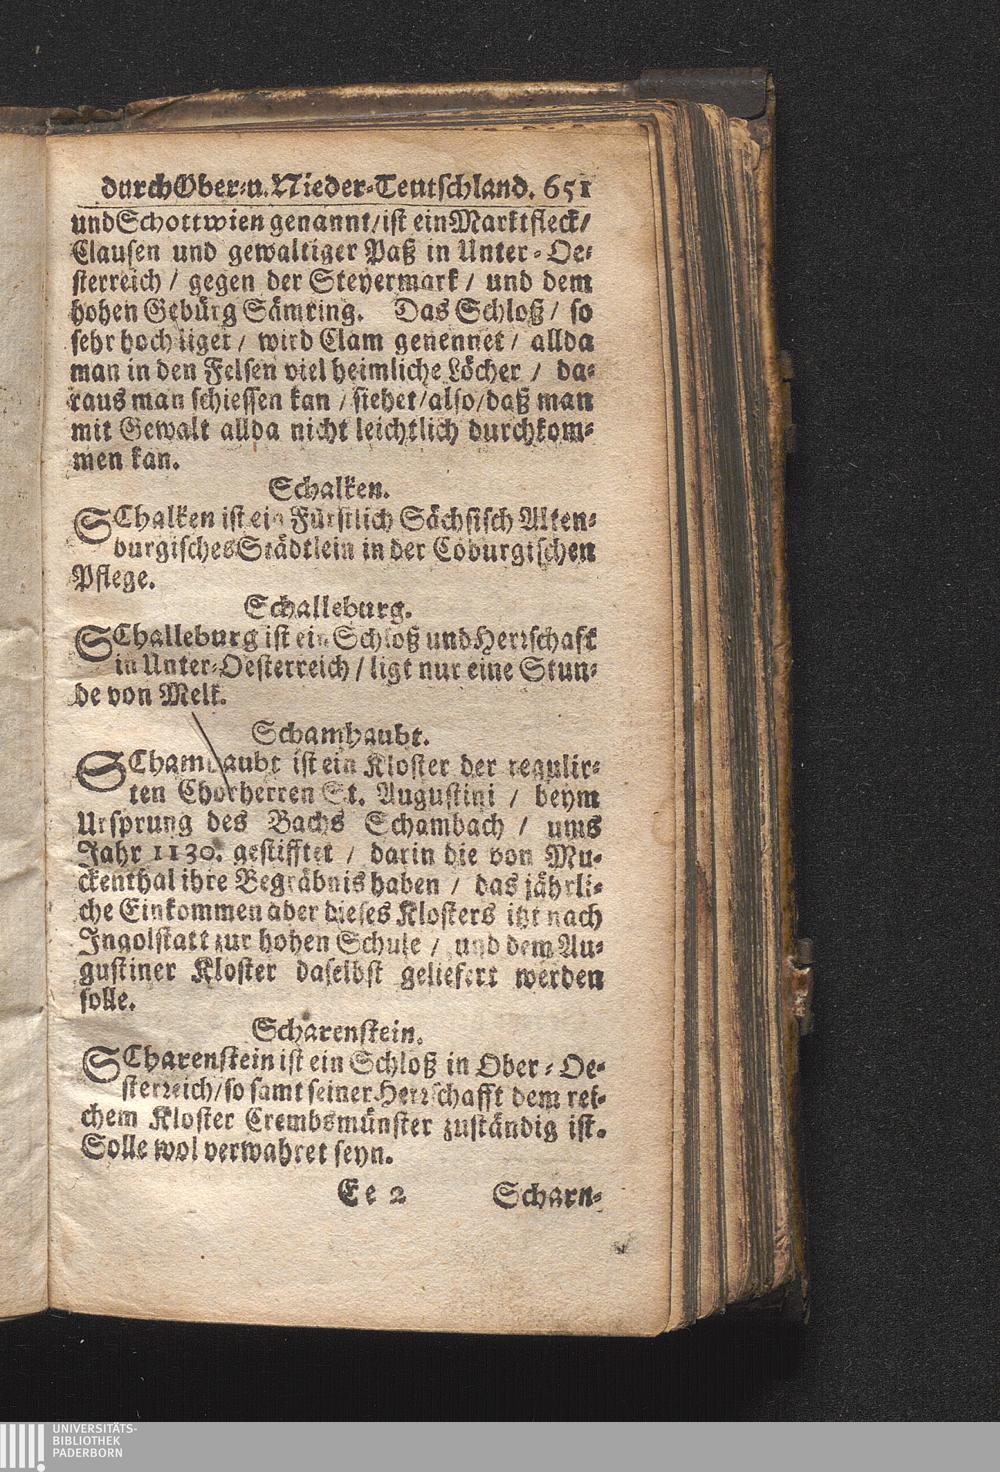 durch Ober-u. Nieder-Teutschland. 651
und Schottwien genannt/ist ein Marktfleck/
Clausen und gewaltiger Paß in Unter-Oe-
sterreich / gegen der Steyermark / und dem
hohen Gebürg Sämring. Das Schloß / so
sehr hoch liget / wird Clam genennet / allda
man in den Felsen viel heimliche Löcher / da-
raus man schiessen kan / siehet/also/daß man
mit Gewalt allda nicht leichtlich durchkom-
men kan.
Schalken.
SChalken ist ein Fürstlich Sächsisch Alten-
burgisches Städtlein in der Coburgischen
Pflege.
Schalleburg.
SChalleburg ist ein Schloß und Herrschaft
in Unter-Oesterreich / ligt nur eine Stun-
de von Melk.
Schamhaubt.
SChamhaubt ist ein Kloster der regulir-
ten Chorherren St. Augustini / beym
Ursprung des Bachs Schambach / ums
Jahr 1130. gestifftet / darin die von Mu-
ckenthal ihre Begräbnis haben / das jährli-
che Einkommen aber dieses Klosters itzt nach
Ingolstatt zur hohen Schule / und dem Au-
gustiner Kloster daselbst geliefert werden
solle.
Scharenstein.
SCharenstein ist ein Schloß in Ober-Oe-
sterreich/so samt seiner Herrschafft dem rei-
chem Kloster Crembsmünster zuständig ist.
Solle wol verwahret seyn.
Ee 2 Scharn-
UNIVERSITÄTS-
BIBLIOTHEK
PADERBORN